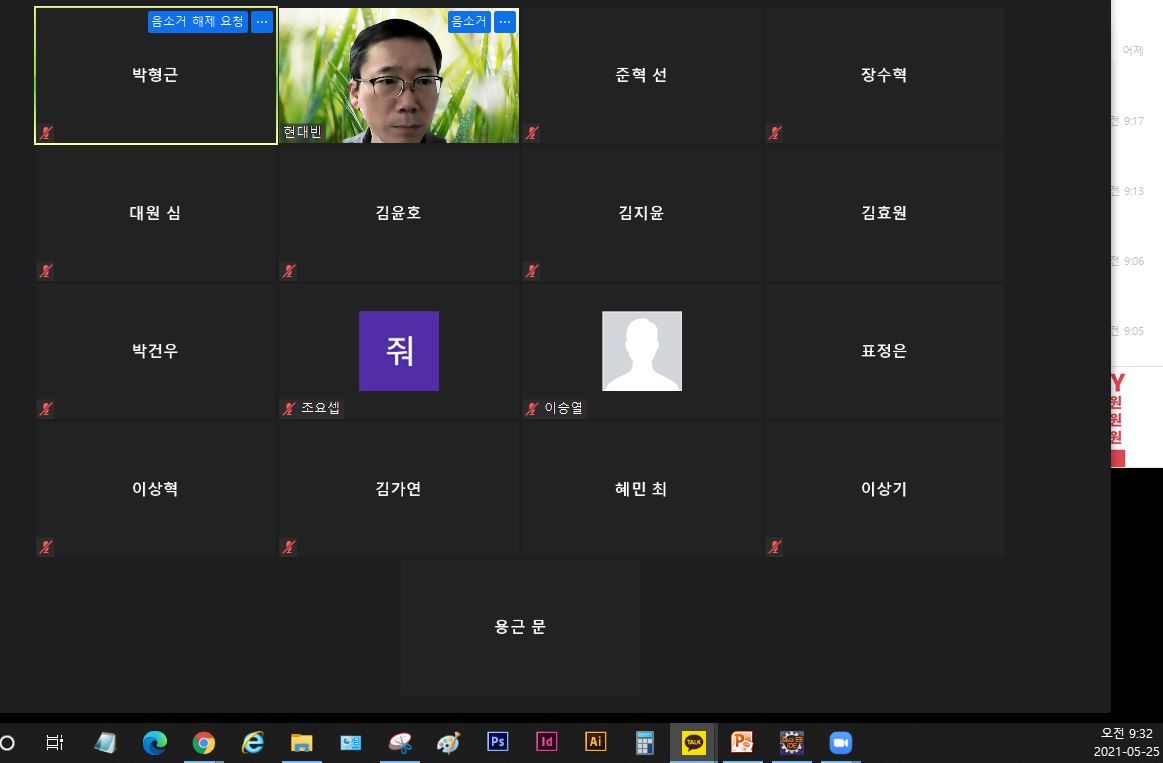 음소거 해제 요청 ...
음소거 ...
박형근
현대빈
준혁 선
장수혁
대원 심
김윤호
김지윤
김효원
박건우
줘
조요셉
이승열
표정은
이상혁
김가연
혜민 최
이상기
용근 문
어제
전 9:17
전 9:13
전 9:06
전 9:05
Y
원
원
원
Ps
Id
Ai
TALK
오전 9:32
2021-05-25